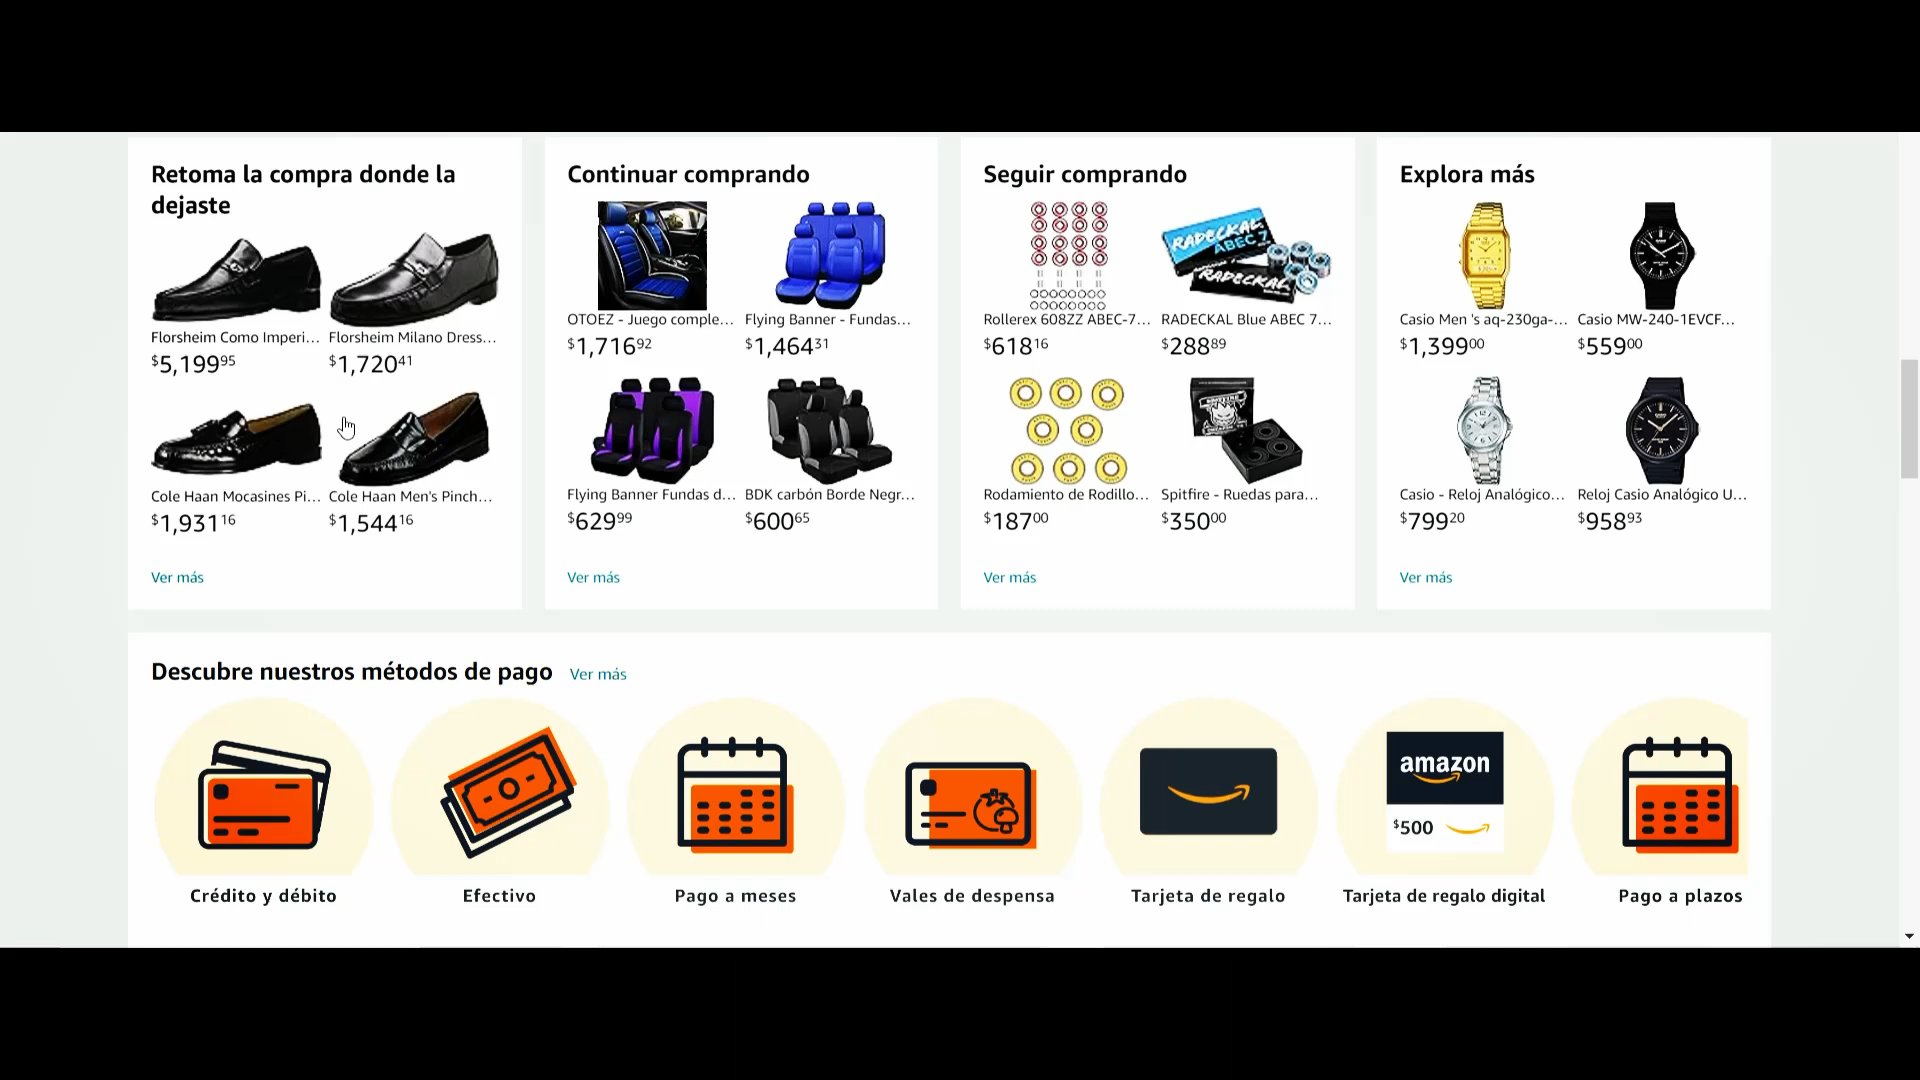 Retoma la compra donde la
dejaste
Florsheim Como Imperi...
$5,199.95
Florsheim Milano Dress...
$1,720.41
Cole Haan Mocasines Pi...
$1,931.16
Cole Haan Men's Pinch...
$1,544.16
Ver más
Continuar comprando
OTOEZ - Juego comple...
$1,716.92
Flying Banner - Fundas...
$1,464.31
Flying Banner Fundas d...
$629.99
BDK carbón Borde Negr...
$600.65
Ver más
Seguir comprando
RADECKAL
ABEC 7
RADECKAL
Rollerex 608ZZ ABEC-7...
$618.16
RADECKAL Blue ABEC 7...
$288.89
SPITFIRE
Rodamiento de Rodillo...
$187.00
Spitfire - Ruedas para...
$350.00
Ver más
Explora más
Casio Men 's aq-230ga-...
$1,399.00
Casio MW-240-1EVCF...
$559.00
Casio - Reloj Analógico...
$799.20
Reloj Casio Analógico U...
$958.93
Ver más
Descubre nuestros métodos de pago Ver más
amazon
$500
Crédito y débito
Efectivo
Pago a meses
Vales de despensa
Tarjeta de regalo
Tarjeta de regalo digital
Pago a plazos